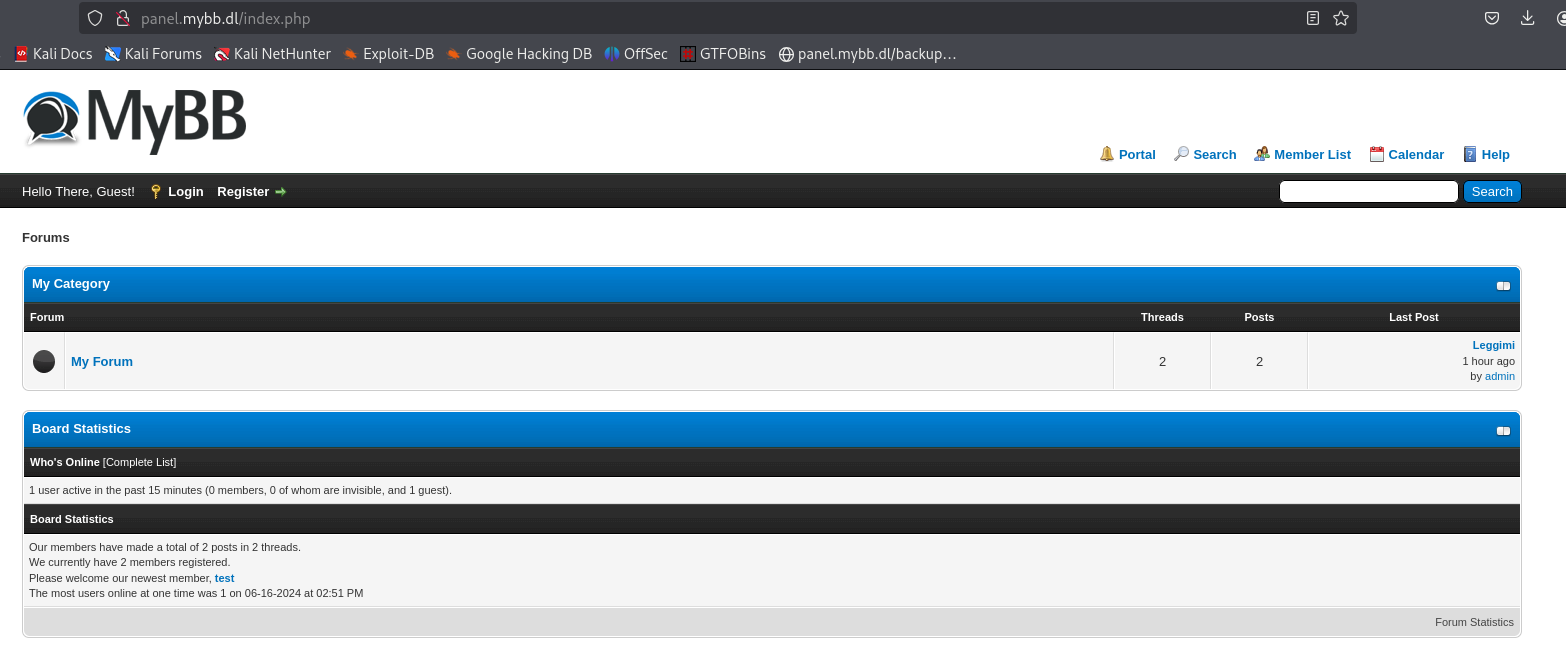 panel.mybb.dl/index.php
Kali Docs Kali Forums Kali NetHunter Exploit-DB Google Hacking DB OffSec GTFOBins panel.mybb.dl/backup…
MyBB
Portal Search Member List Calendar Help
Hello There, Guest! Login Register Search
Forums
My Category
Forum Threads Posts Last Post
My Forum 2 2 Leggimi
1 hour ago
by admin
Board Statistics
Who's Online [Complete List]
1 user active in the past 15 minutes (0 members, 0 of whom are invisible, and 1 guest).
Board Statistics
Our members have made a total of 2 posts in 2 threads.
We currently have 2 members registered.
Please welcome our newest member, test
The most users online at one time was 1 on 06-16-2024 at 02:51 PM
Forum Statistics